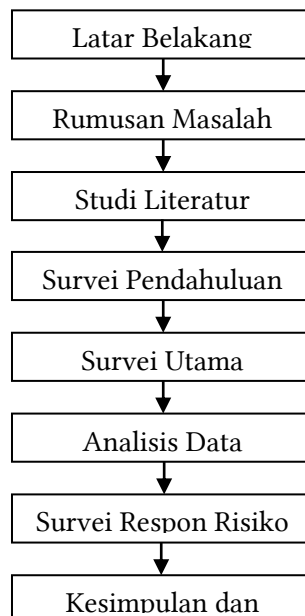 Latar Belakang
Rumusan Masalah
Studi Literatur
Survei Pendahuluan
Survei Utama
Analisis Data
Survei Respon Risiko
Kesimpulan dan